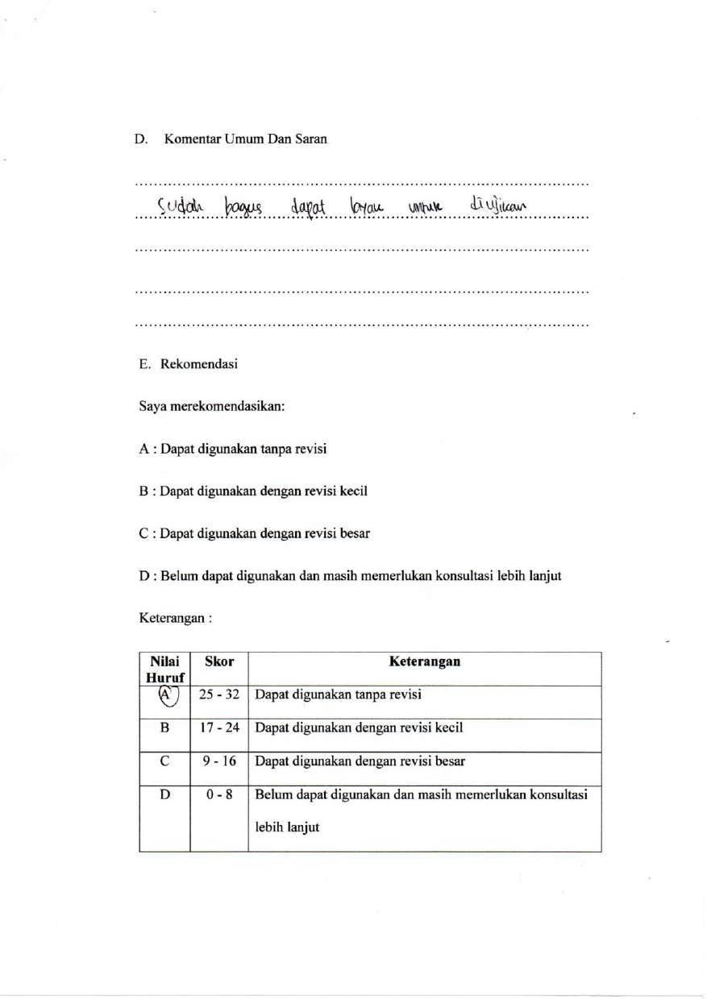 D. Komentar Umum Dan Saran
Sudah bagus dapat layak untuk diujikan
E. Rekomendasi
Saya merekomendasikan:
A : Dapat digunakan tanpa revisi
B : Dapat digunakan dengan revisi kecil
C : Dapat digunakan dengan revisi besar
D : Belum dapat digunakan dan masih memerlukan konsultasi lebih lanjut
Keterangan :
Nilai Huruf Skor Keterangan
A 25 - 32 Dapat digunakan tanpa revisi
B 17 - 24 Dapat digunakan dengan revisi kecil
C 9 - 16 Dapat digunakan dengan revisi besar
D 0 - 8 Belum dapat digunakan dan masih memerlukan konsultasi
lebih lanjut